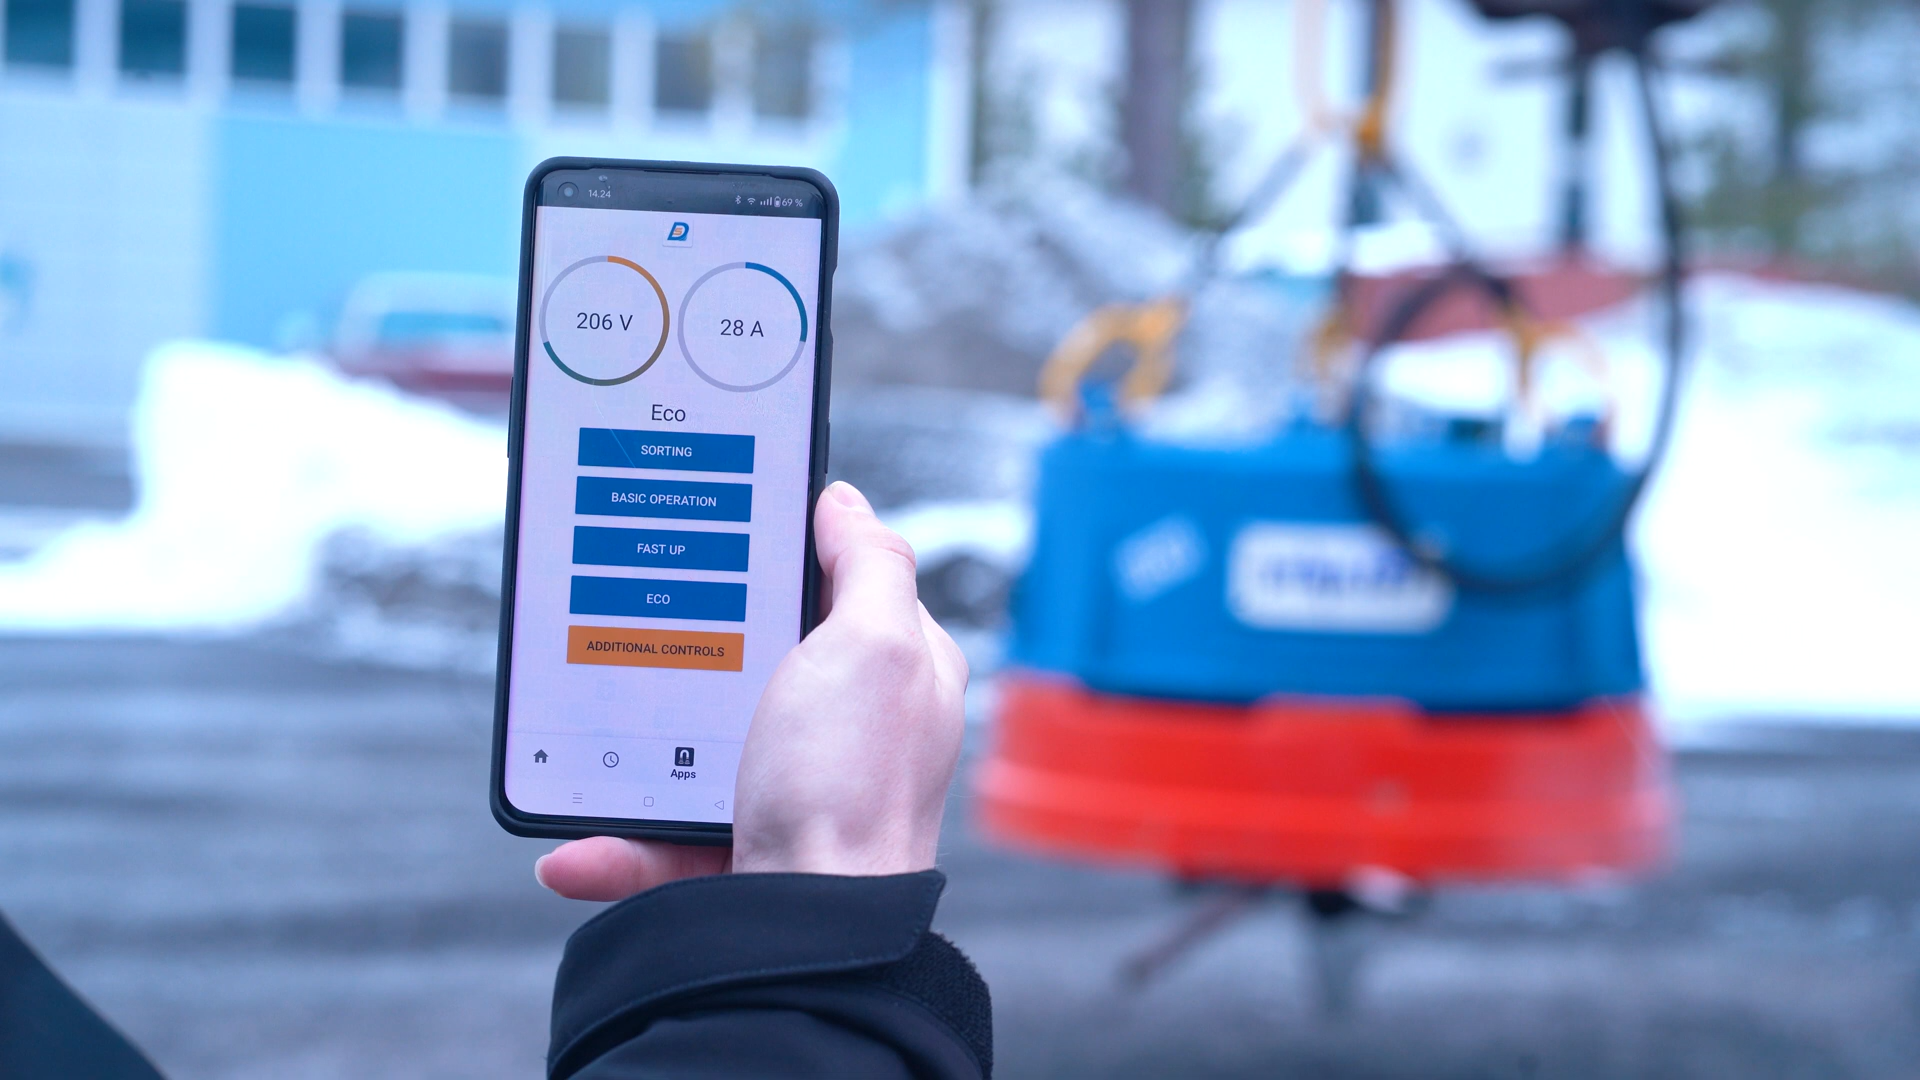 14.24
69 %
206 V
28 A
Eco
SORTING
BASIC OPERATION
FAST UP
ECO
ADDITIONAL CONTROLS
Apps